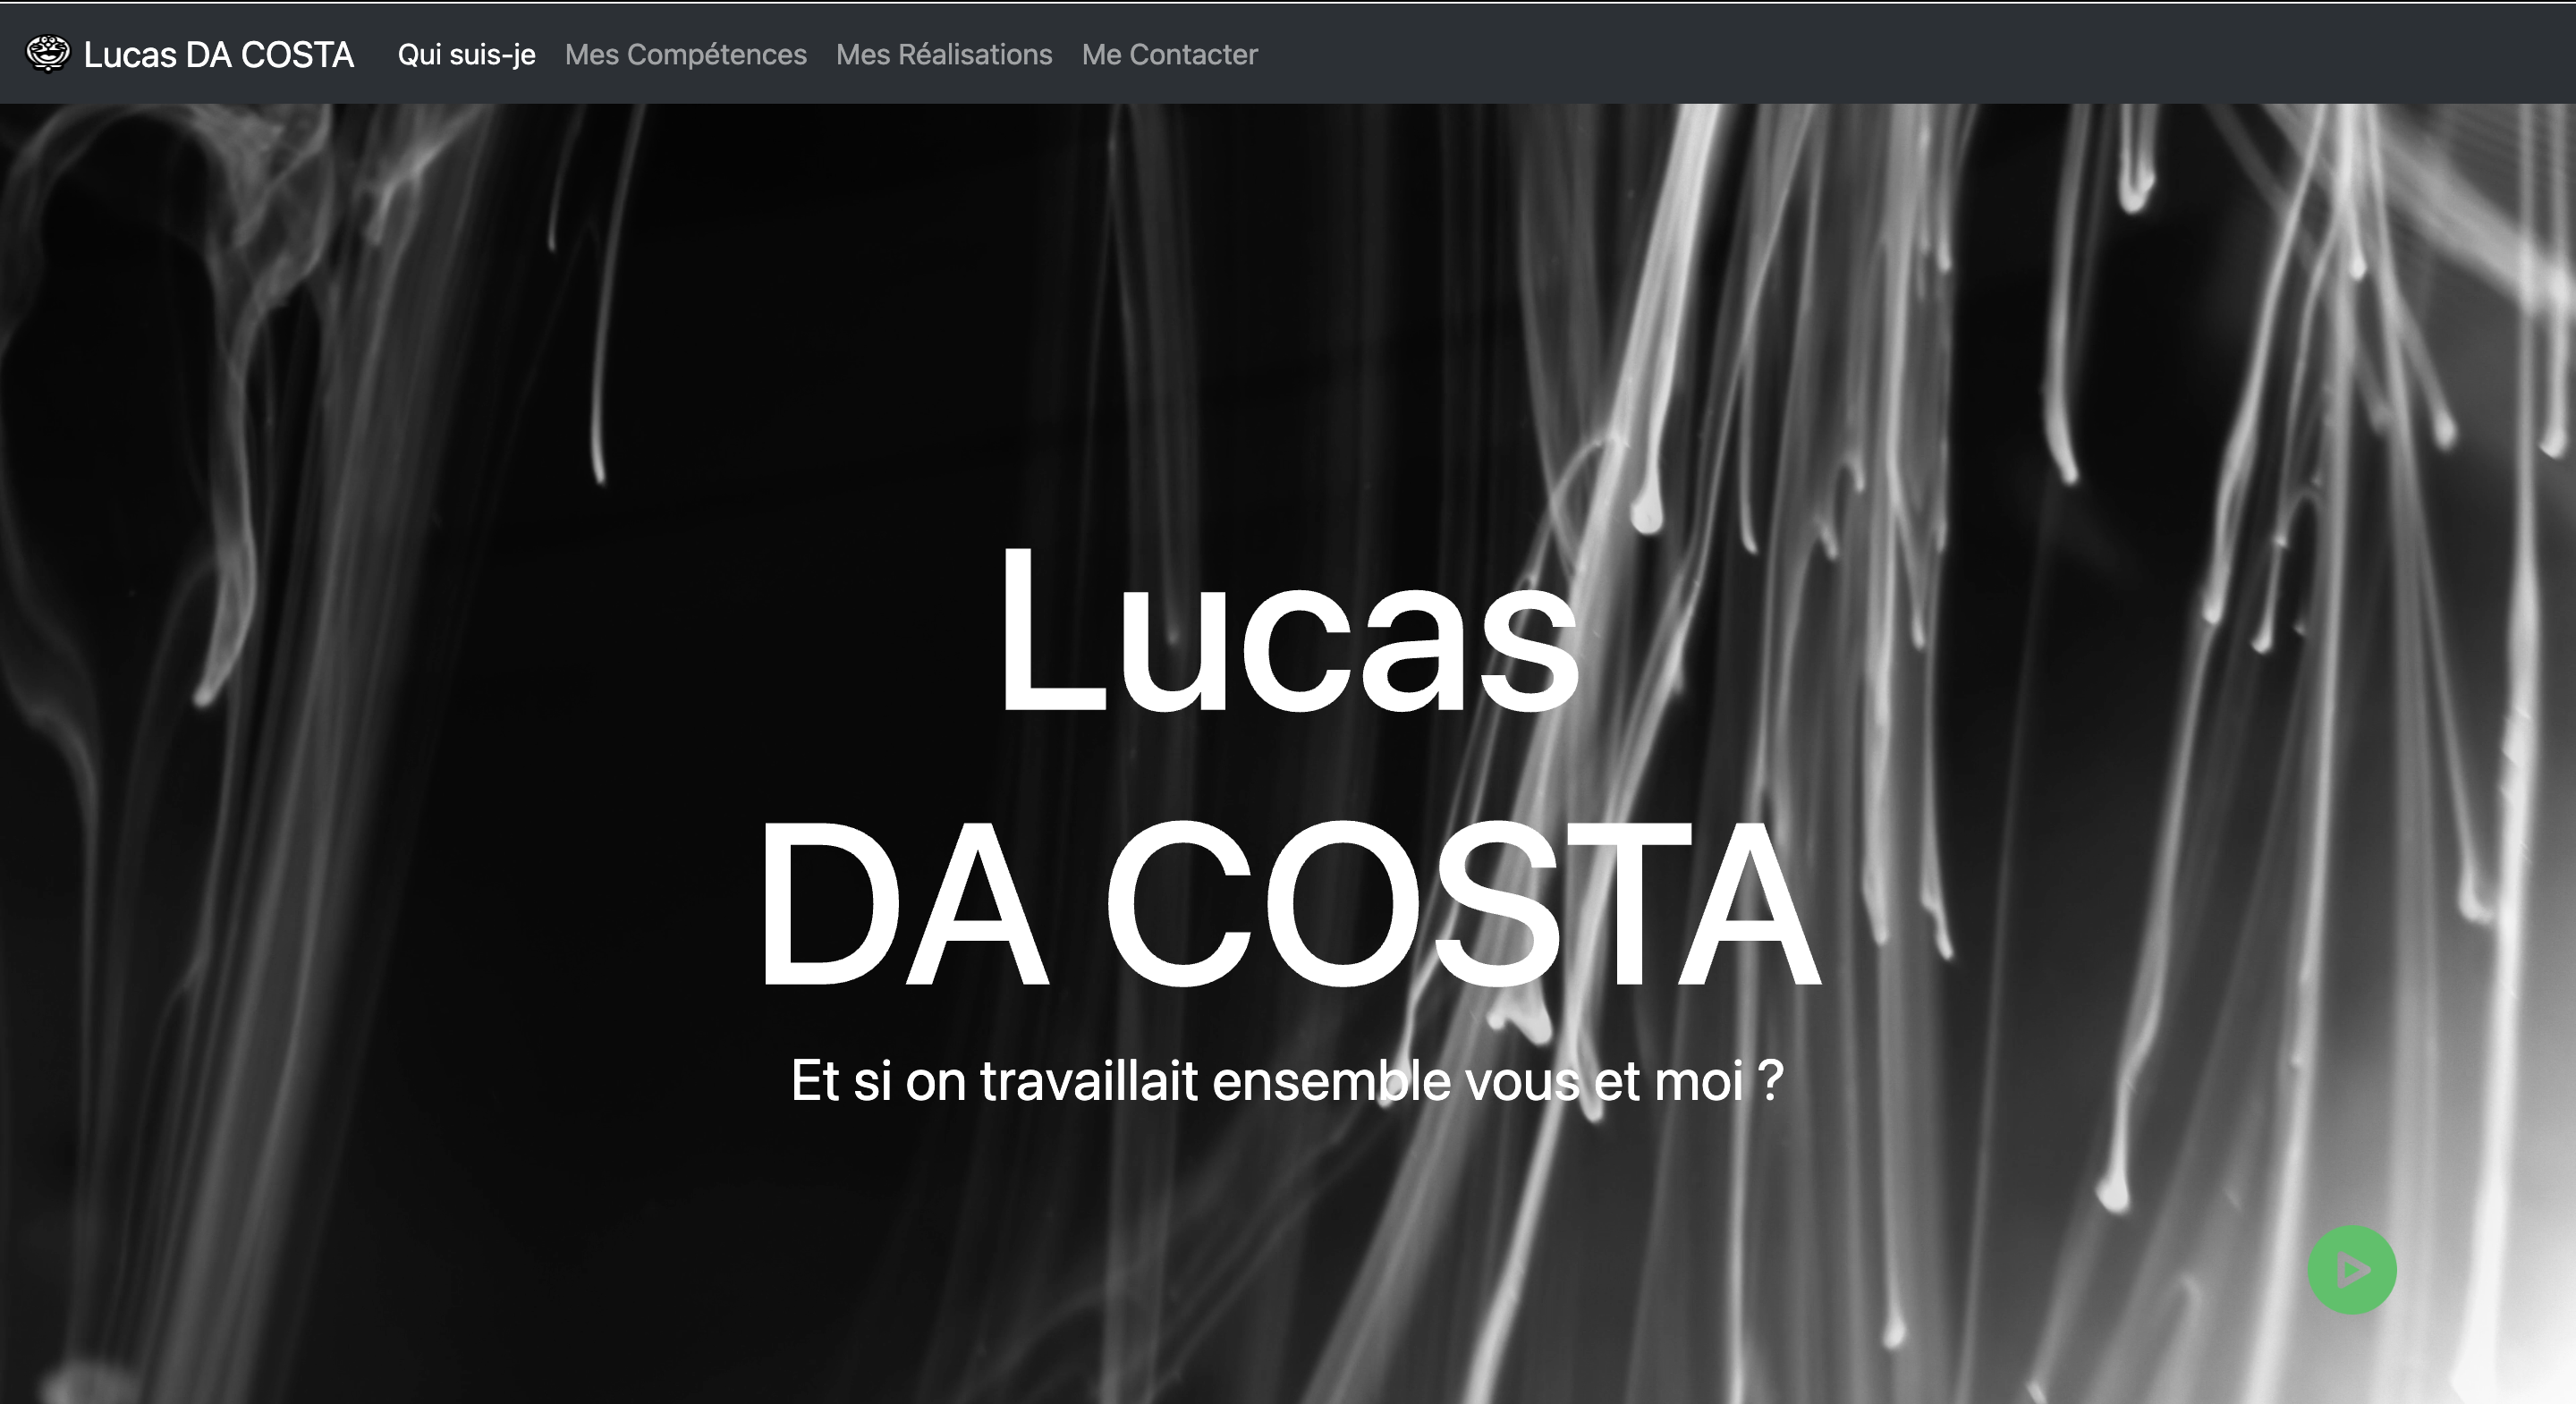 Lucas DA COSTA Qui suis-je Mes Compétences Mes Réalisations Me Contacter
Lucas
DA COSTA
Et si on travaillait ensemble vous et moi ?